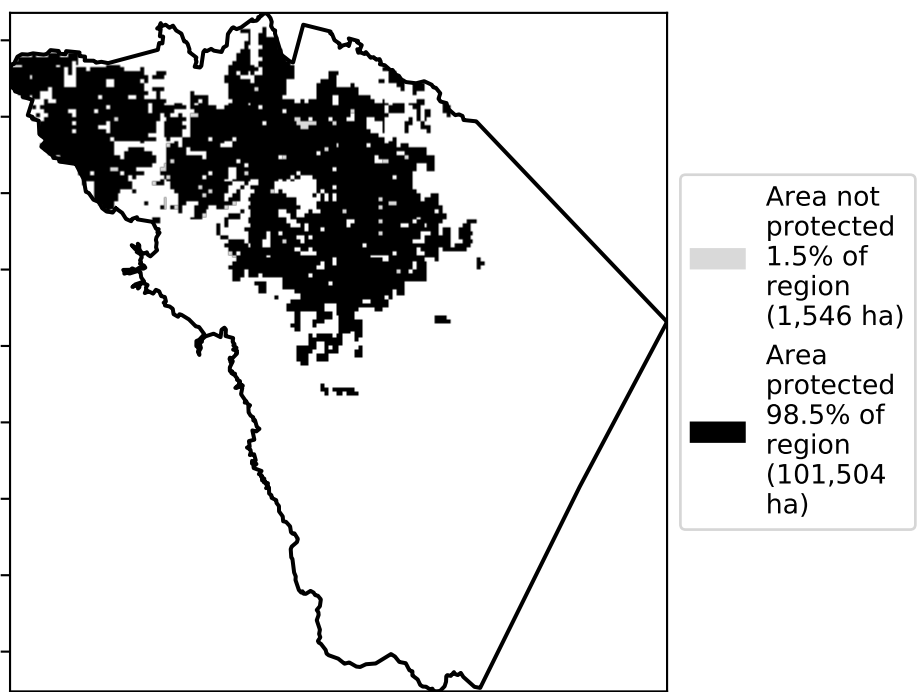 Area not
protected
1.5% of
region
(1,546 ha)
Area
protected
98.5% of
region
(101,504
ha)